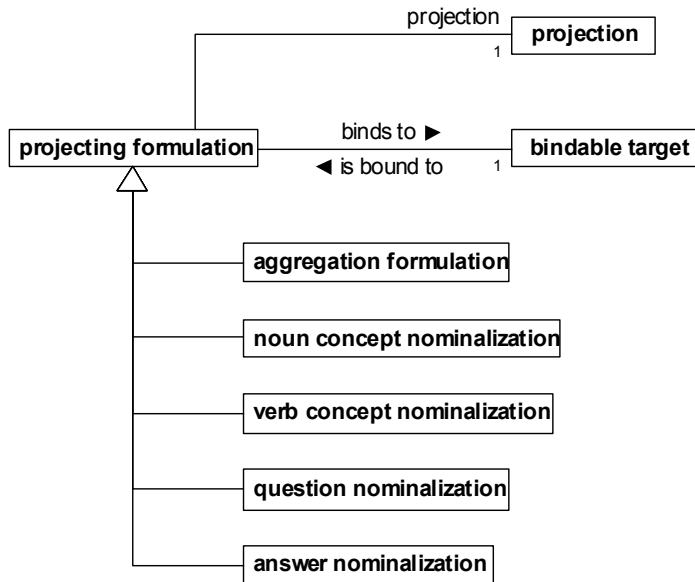 projection
projection
1
projecting formulation
binds to ►
bindable target
◄ is bound to
1
aggregation formulation
noun concept nominalization
verb concept nominalization
question nominalization
answer nominalization